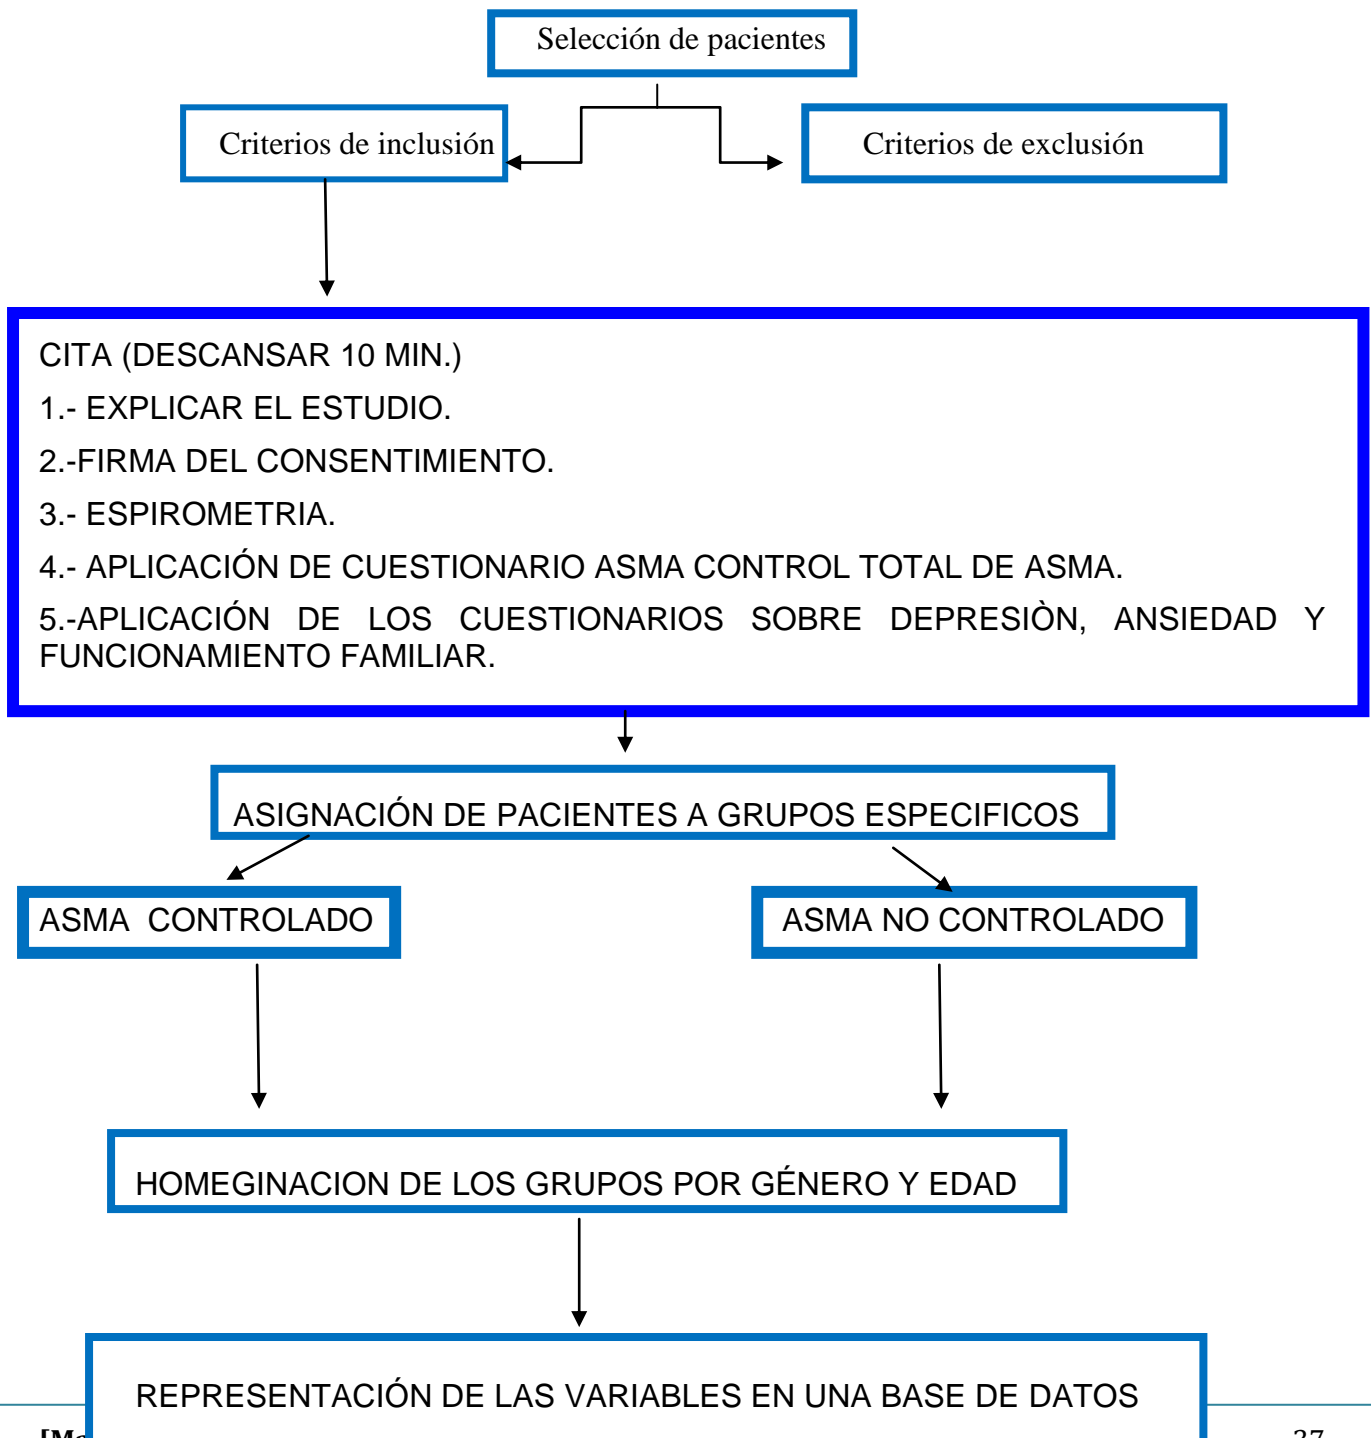 Selección de pacientes
Criterios de inclusión
Criterios de exclusión
CITA (DESCANSAR 10 MIN.)
1.- EXPLICAR EL ESTUDIO.
2.-FIRMA DEL CONSENTIMIENTO.
3.- ESPIROMETRIA.
4.- APLICACIÓN DE CUESTIONARIO ASMA CONTROL TOTAL DE ASMA.
5.-APLICACIÓN DE LOS CUESTIONARIOS SOBRE DEPRESIÒN, ANSIEDAD Y
FUNCIONAMIENTO FAMILIAR.
ASIGNACIÓN DE PACIENTES A GRUPOS ESPECIFICOS
ASMA CONTROLADO
ASMA NO CONTROLADO
HOMEGINACION DE LOS GRUPOS POR GÉNERO Y EDAD
REPRESENTACIÓN DE LAS VARIABLES EN UNA BASE DE DATOS